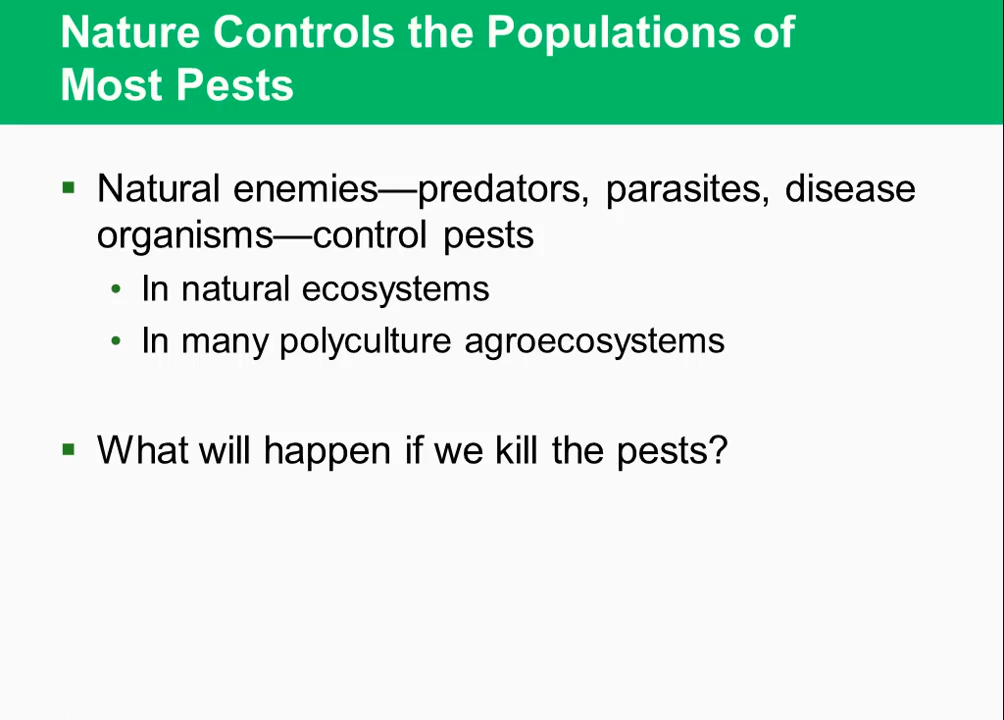 Nature Controls the Populations of
Most Pests
▪ Natural enemies—predators, parasites, disease
organisms—control pests
• In natural ecosystems
• In many polyculture agroecosystems
▪ What will happen if we kill the pests?